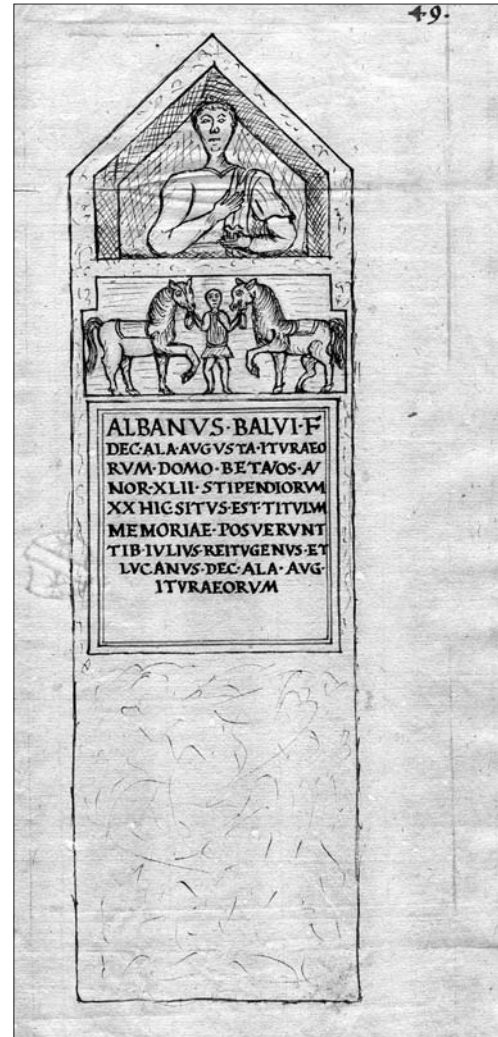 49.
ALBANVS·BALVI·F
DEC·ALA·AVGVSTA·ITVRAEO
RVM·DOMO·BETAVOS·AN
NOR·XLII·STIPENDIORVM
XX HIC·SITVS·EST·TITVLVM
MEMORIAE·POSVERVNT
TIB·IVLIVS·REITVGENVS·ET
LVCANVS·DEC·ALA·AVG·
ITVRAEORVM